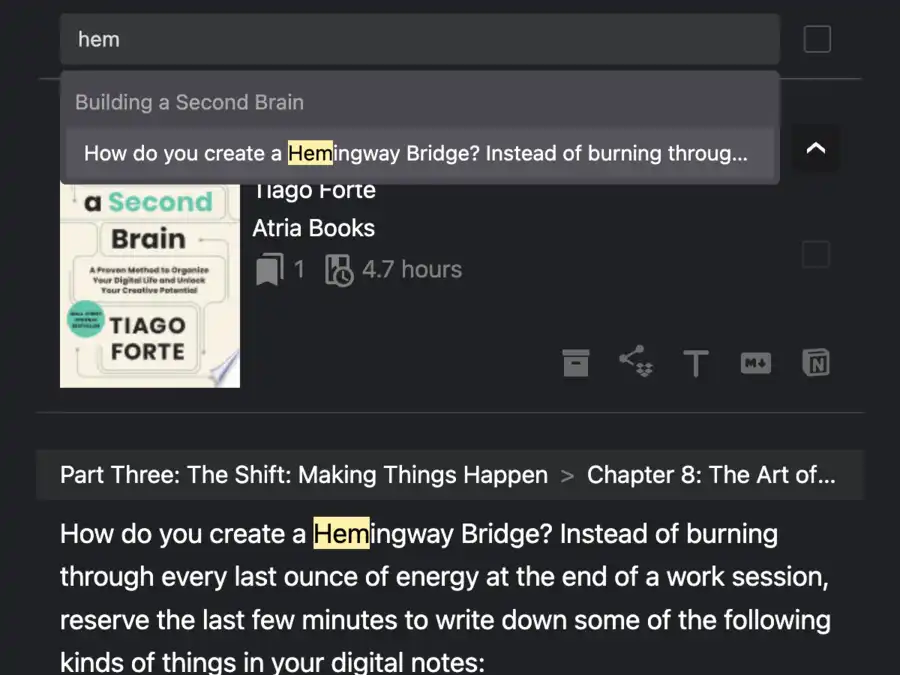 hem
Building a Second Brain
How do you create a Hemingway Bridge? Instead of burning throug...
Tiago Forte
Atria Books
1 4.7 hours
a Second
Brain
A Proven Method to Organize
Your Digital Life and Unlock
Your Creative Potential
TIAGO
FORTE
M
N
Part Three: The Shift: Making Things Happen > Chapter 8: The Art of...
How do you create a Hemingway Bridge? Instead of burning
through every last ounce of energy at the end of a work session,
reserve the last few minutes to write down some of the following
kinds of things in your digital notes: